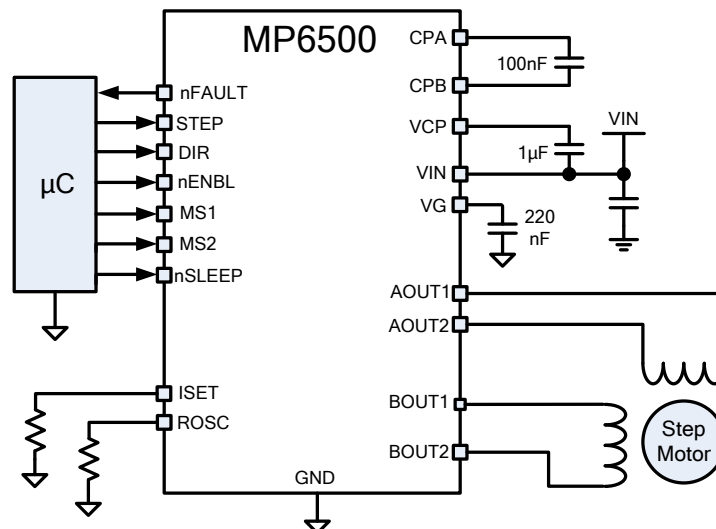 MP6500
CPA
100nF
CPB
nFAULT
STEP
VCP
VIN
DIR
1µF
µC
nENBL
VIN
VG
MS1
220
nF
MS2
nSLEEP
AOUT1
AOUT2
ISET
BOUT1
ROSC
Step
Motor
BOUT2
GND